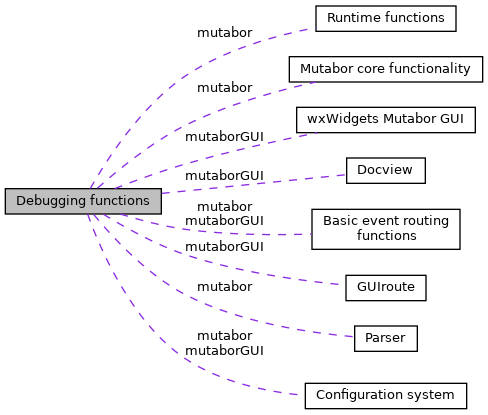 Runtime functions
mutabor
Mutabor core functionality
mutabor
wxWidgets Mutabor GUI
mutaborGUI
Docview
mutaborGUI
Debugging functions
mutabor
mutaborGUI
Basic event routing
functions
mutaborGUI
GUIroute
mutabor
Parser
mutabor
mutaborGUI
Configuration system